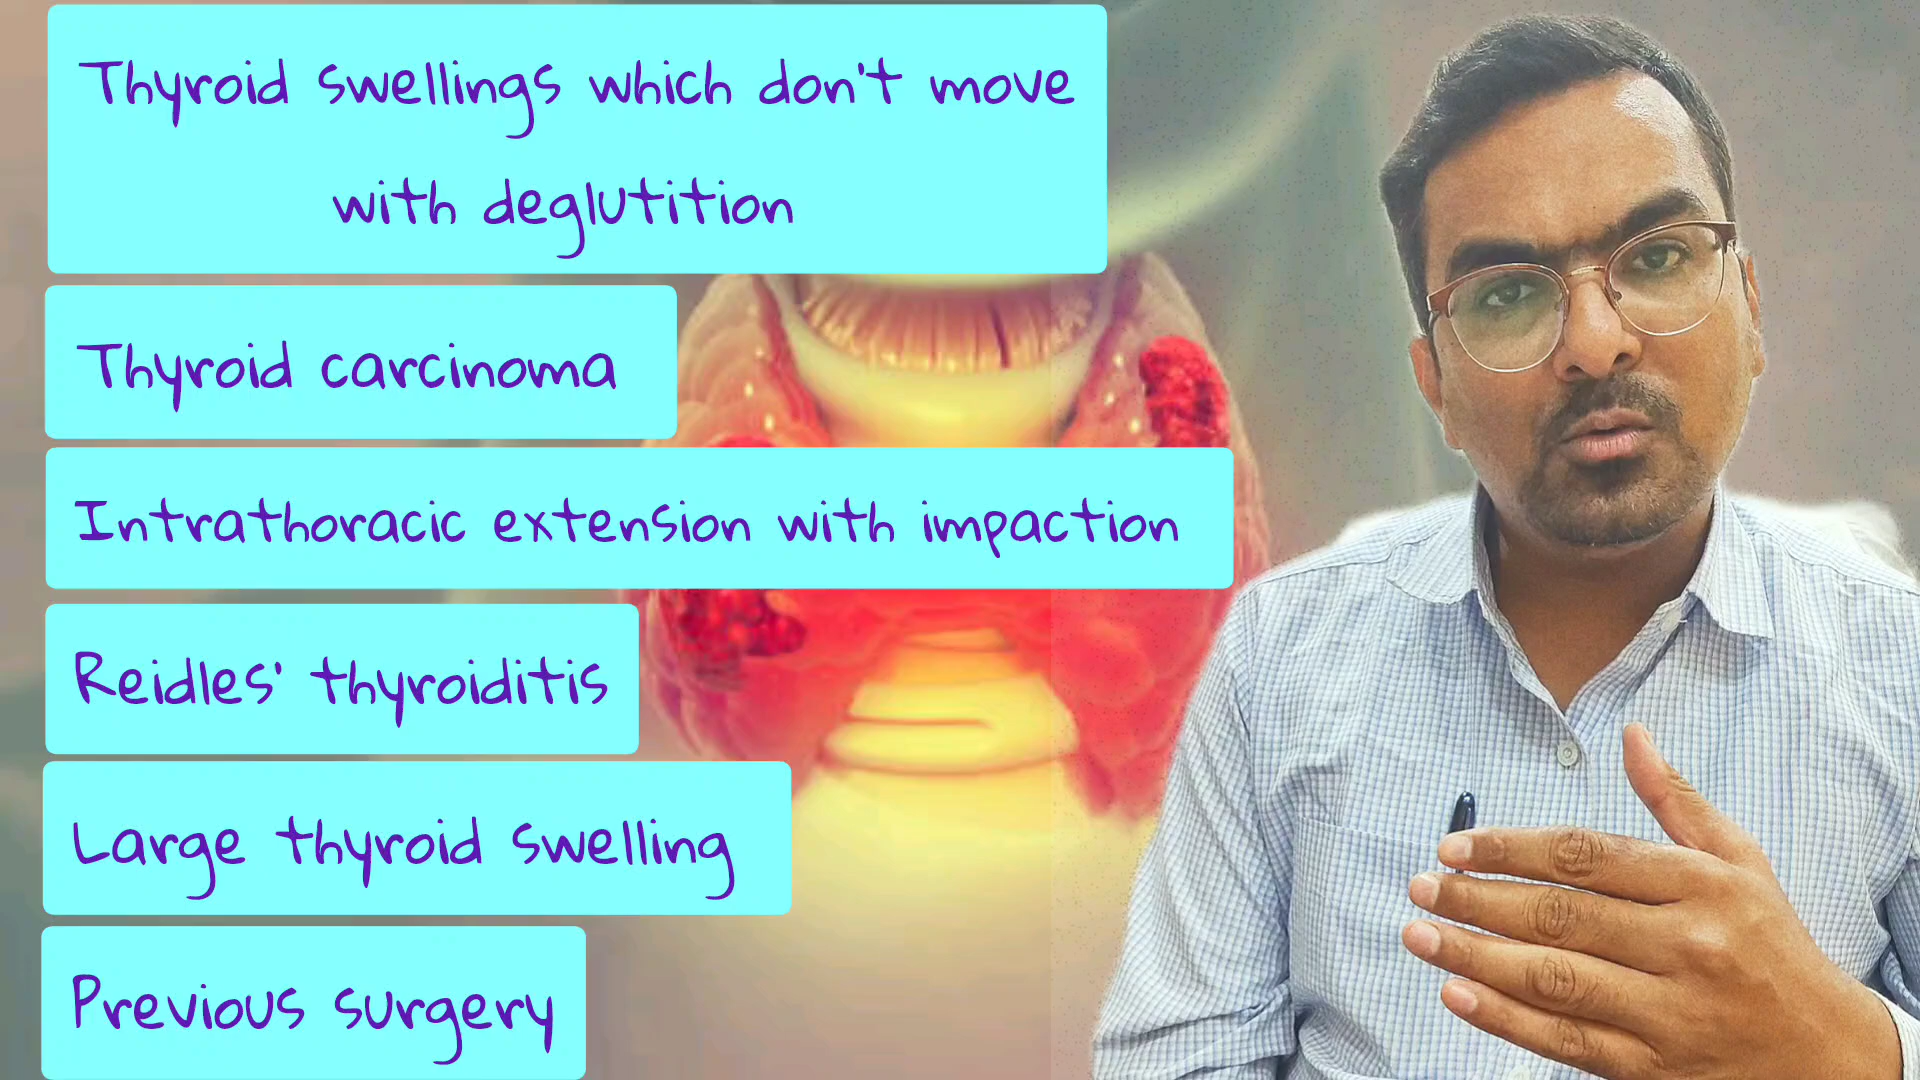 Thyroid swellings which don't move
with deglutition
Thyroid carcinoma
Intrathoracic extension with impaction
Reidles' thyroiditis
Large thyroid swelling
Previous surgery